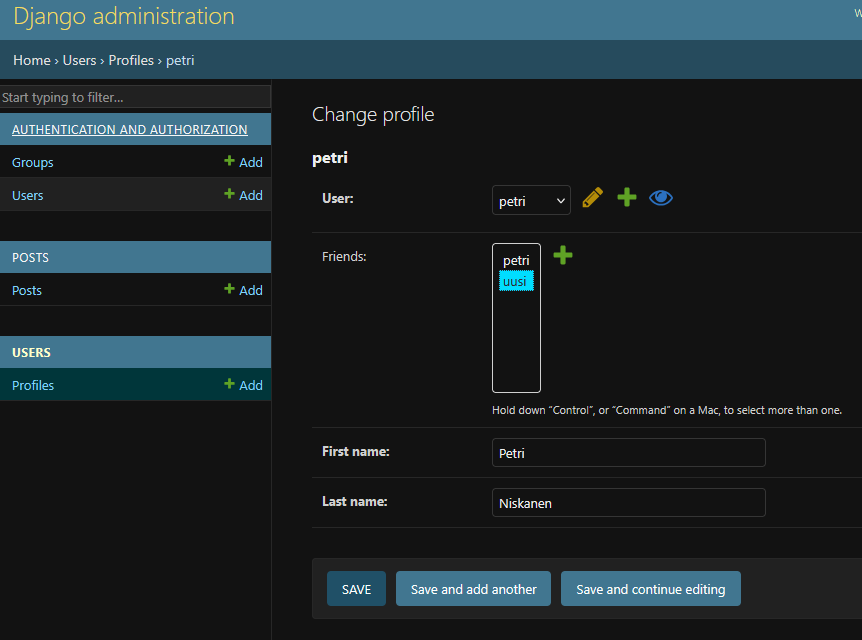 Django administration
Home › Users › Profiles › petri
Start typing to filter...
AUTHENTICATION AND AUTHORIZATION
Groups + Add
Users + Add
POSTS
Posts + Add
USERS
Profiles + Add
Change profile
petri
User: petri
Friends: petri
uusi
Hold down “Control”, or “Command” on a Mac, to select more than one.
First name: Petri
Last name: Niskanen
SAVE Save and add another Save and continue editing